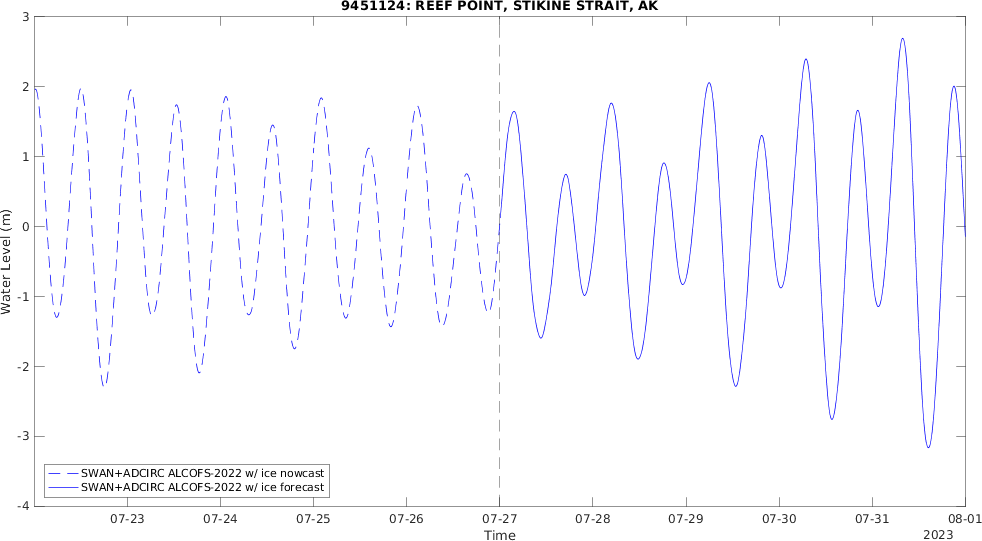 9451124: REEF POINT, STIKINE STRAIT, AK
3
2
1
0
-1
-2
-3
-4
Water Level (m)
SWAN+ADCIRC ALCOFS-2022 w/ ice nowcast
SWAN+ADCIRC ALCOFS-2022 w/ ice forecast
07-23 07-24 07-25 07-26 07-27 07-28 07-29 07-30 07-31 08-01
Time
2023